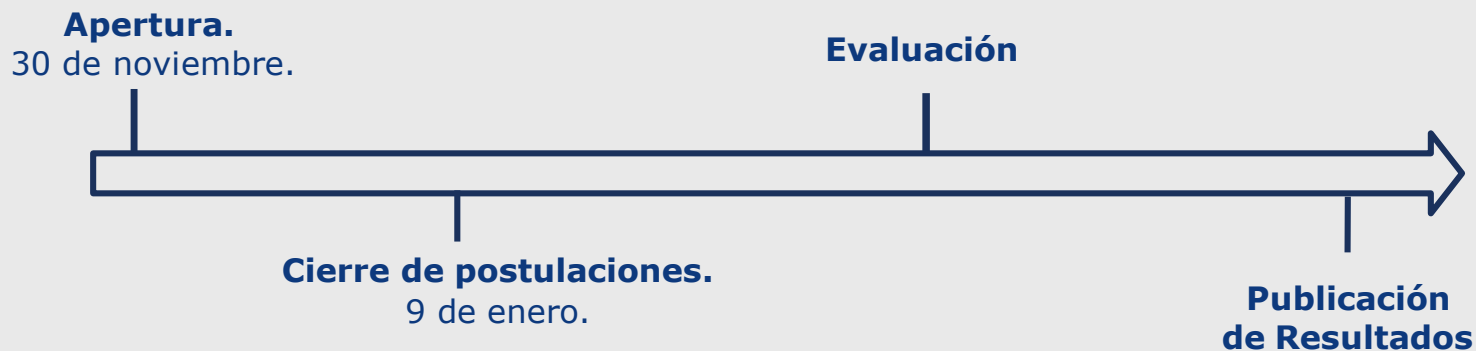 Apertura.
30 de noviembre.
Evaluación
Cierre de postulaciones.
9 de enero.
Publicación
de Resultados